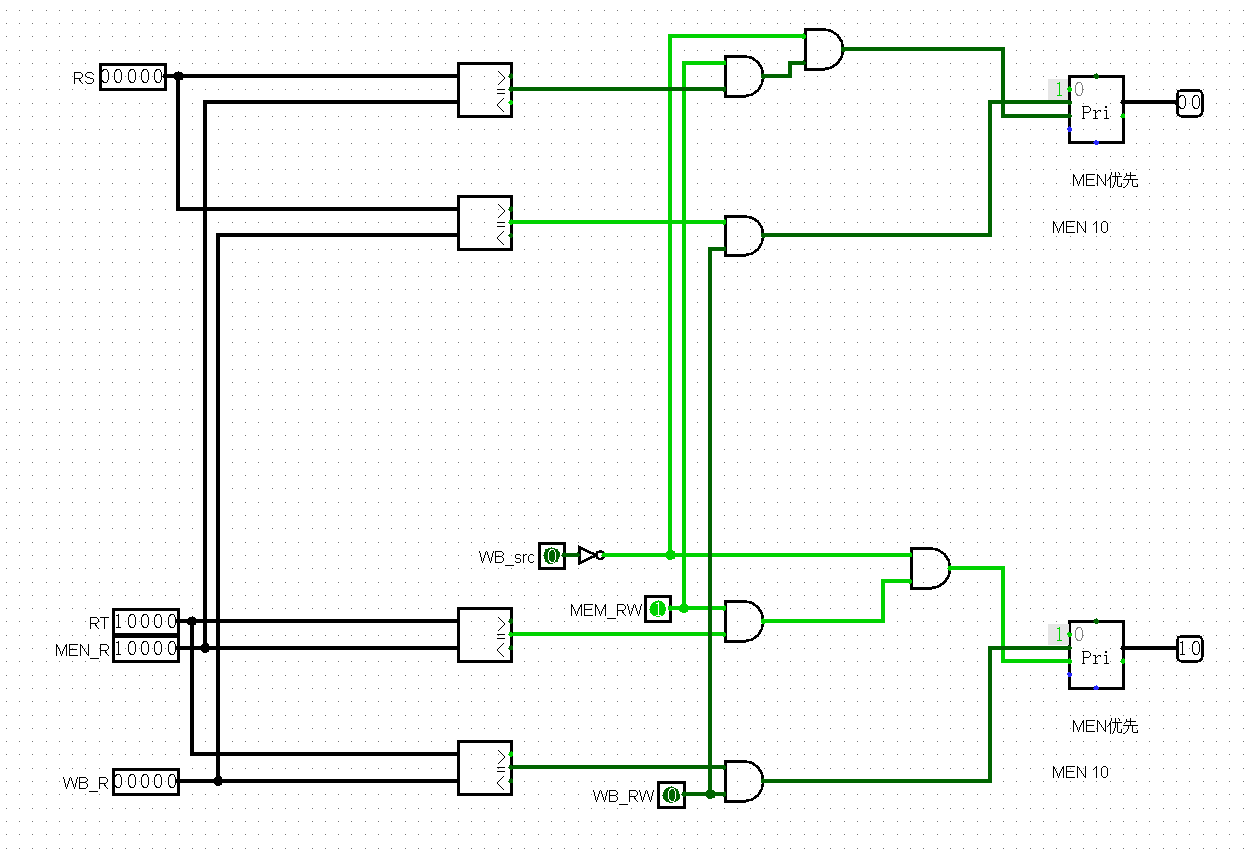 RS 00000
> = <
1 0
Pri
00
MEN优先
> = <
MEN 10
WB_src 0
MEM_RW 1
RT 10000
MEN_R 10000
> = <
1 0
Pri
10
MEN优先
> = <
MEN 10
WB_R 00000
WB_RW 0